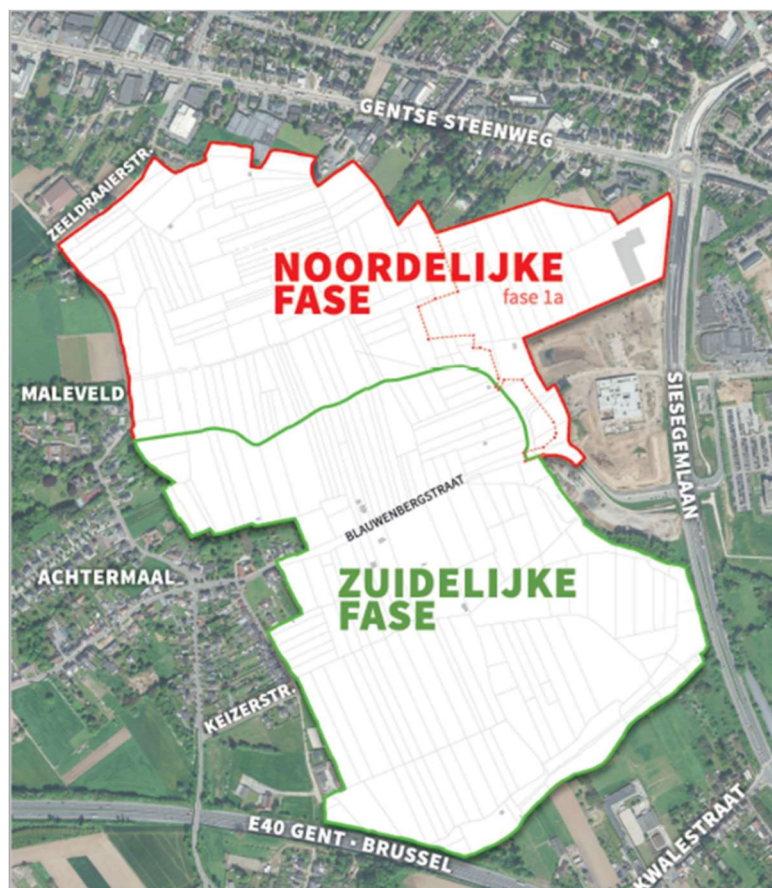 GENTSE STEENWEG
ZEELDRAAIERSTR.
NOORDELIJKE
FASE
fase 1a
MALEVELD
SIESEGEMLAAN
BLAUWENBERGSTRAAT
ACHTERMAAL
ZUIDELIJKE
FASE
KEIZERSTR.
E40 GENT - BRUSSEL
KWALESTRAAT